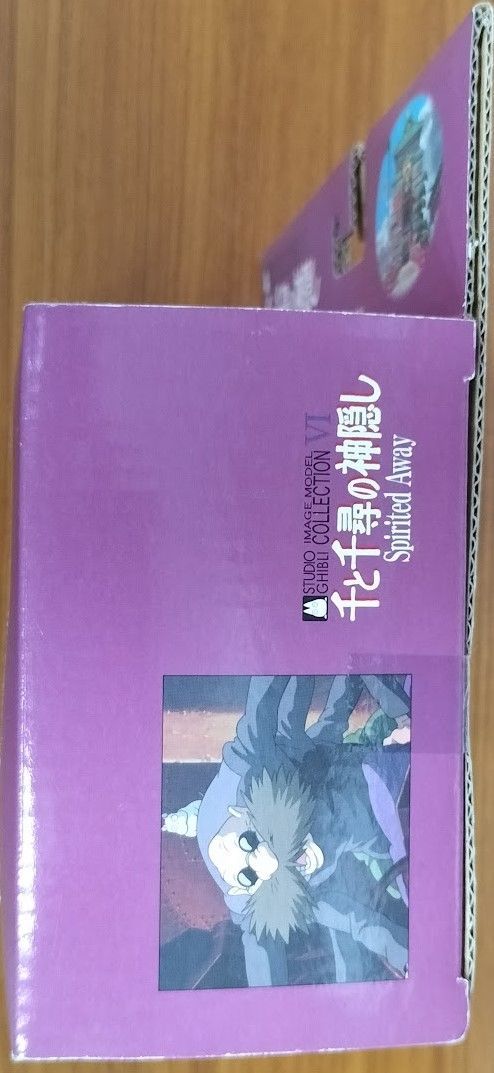 STUDIO GHIBLI IMAGE MODEL COLLECTION VI
千と千尋の神隠し
Spirited Away